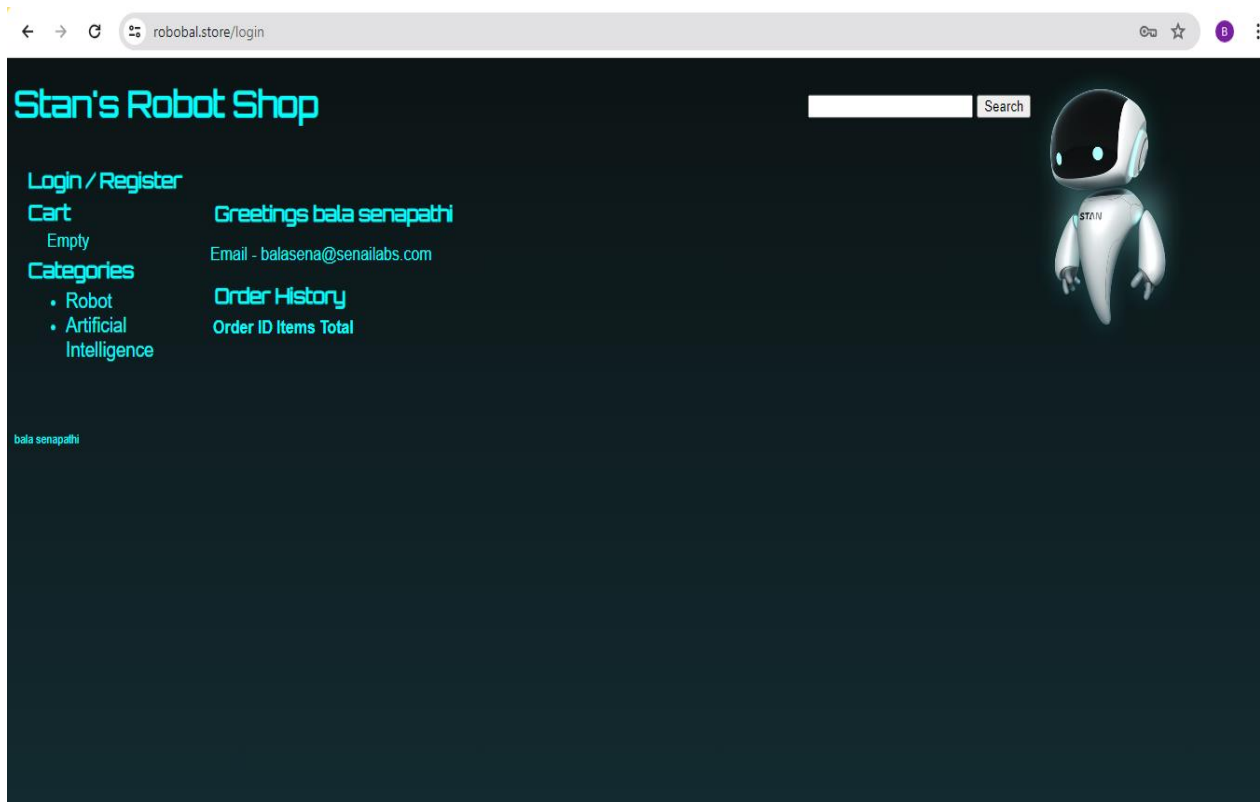 robobal.store/login
B
Stan's Robot Shop
Search
STAN
Login / Register
Cart
Empty
Categories
• Robot
• Artificial
Intelligence
Greetings bala senapathi
Email - balasena@senailabs.com
Order History
Order ID Items Total
bala senapathi